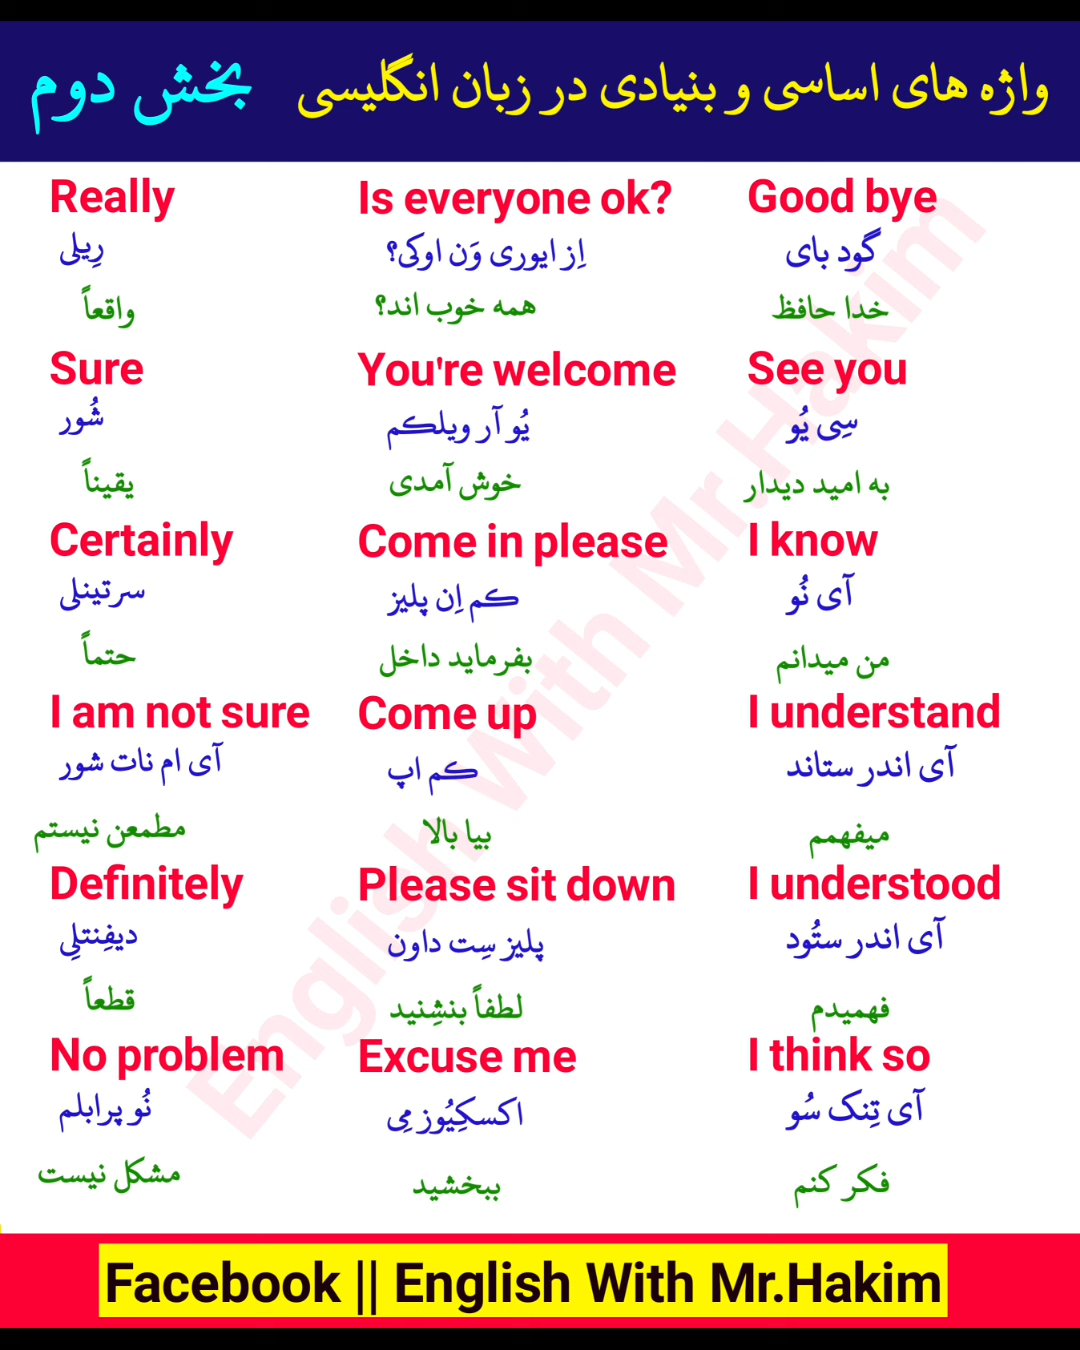 واژه های اساسی و بنیادی در زبان انگلیسی بخش دوم
Really
رِیلی
واقعاً
Sure
شُور
یقیناً
Certainly
سرتینلی
حتماً
I am not sure
آی ام نات شور
مطمعن نیستم
Definitely
دیفِنتلِی
قطعاً
No problem
نُو پرابلم
مشکل نیست
Is everyone ok?
اِز ایوری وَن اوکی؟
همه خوب اند؟
You're welcome
یُو آر ویلکم
خوش آمدی
Come in please
کم اِن پلیز
بفرماید داخل
Come up
کم اپ
بیا بالا
Please sit down
پلیز سِت داون
لطفاً بنشِنید
Excuse me
اکسکِیُوز مِی
ببخشید
Good bye
گود بای
خدا حافظ
See you
سِی یُو
به امید دیدار
I know
آی نُو
من میدانم
I understand
آی اندر ستاند
میفهمم
I understood
آی اندر ستُود
فهمیدم
I think so
آی تِنک سُو
فکر کنم
English With Mr.Hakim
Facebook || English With Mr.Hakim